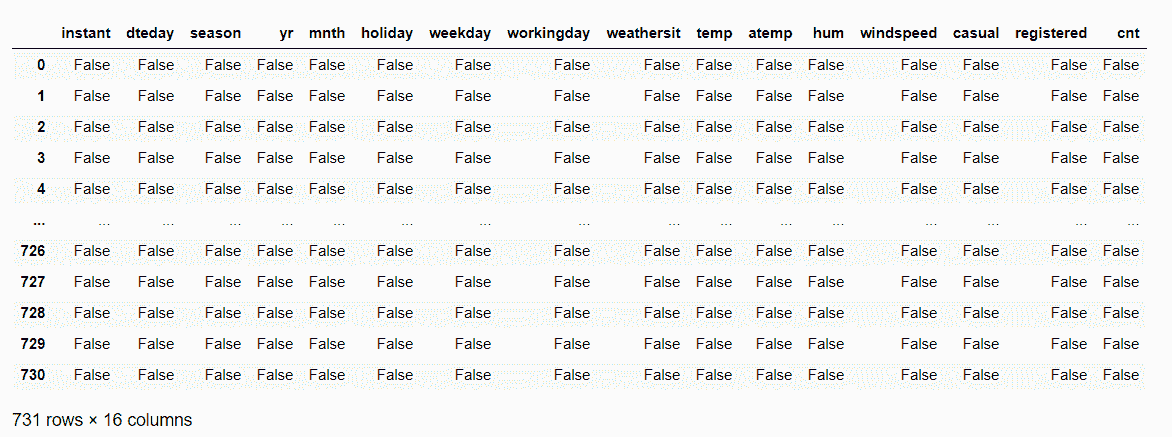 instant dteday season yr mnth holiday weekday workingday weathersit temp atemp hum windspeed casual registered cnt
0 False False False False False False False False False False False False False False False False
1 False False False False False False False False False False False False False False False False
2 False False False False False False False False False False False False False False False False
3 False False False False False False False False False False False False False False False False
4 False False False False False False False False False False False False False False False False
... ... ... ... ... ... ... ... ... ... ... ... ... ... ... ... ...
726 False False False False False False False False False False False False False False False False
727 False False False False False False False False False False False False False False False False
728 False False False False False False False False False False False False False False False False
729 False False False False False False False False False False False False False False False False
730 False False False False False False False False False False False False False False False False
731 rows × 16 columns